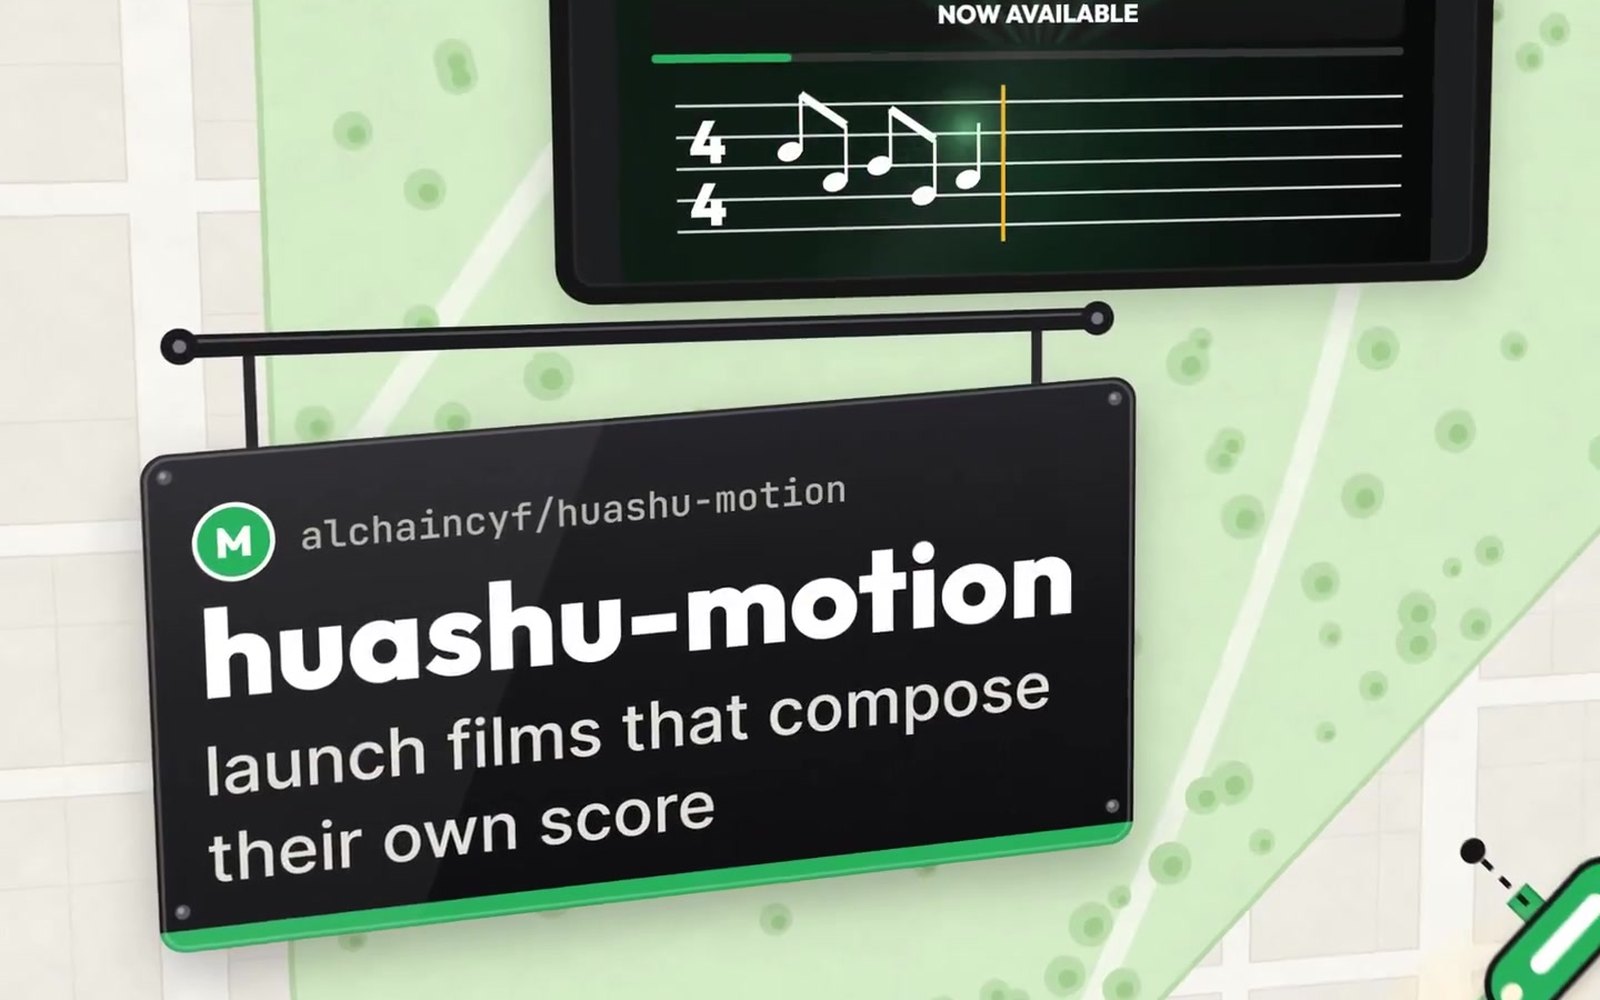 NOW AVAILABLE
4
4
M
alchaincyf/huashu-motion
huashu-motion
launch films that compose
their own score